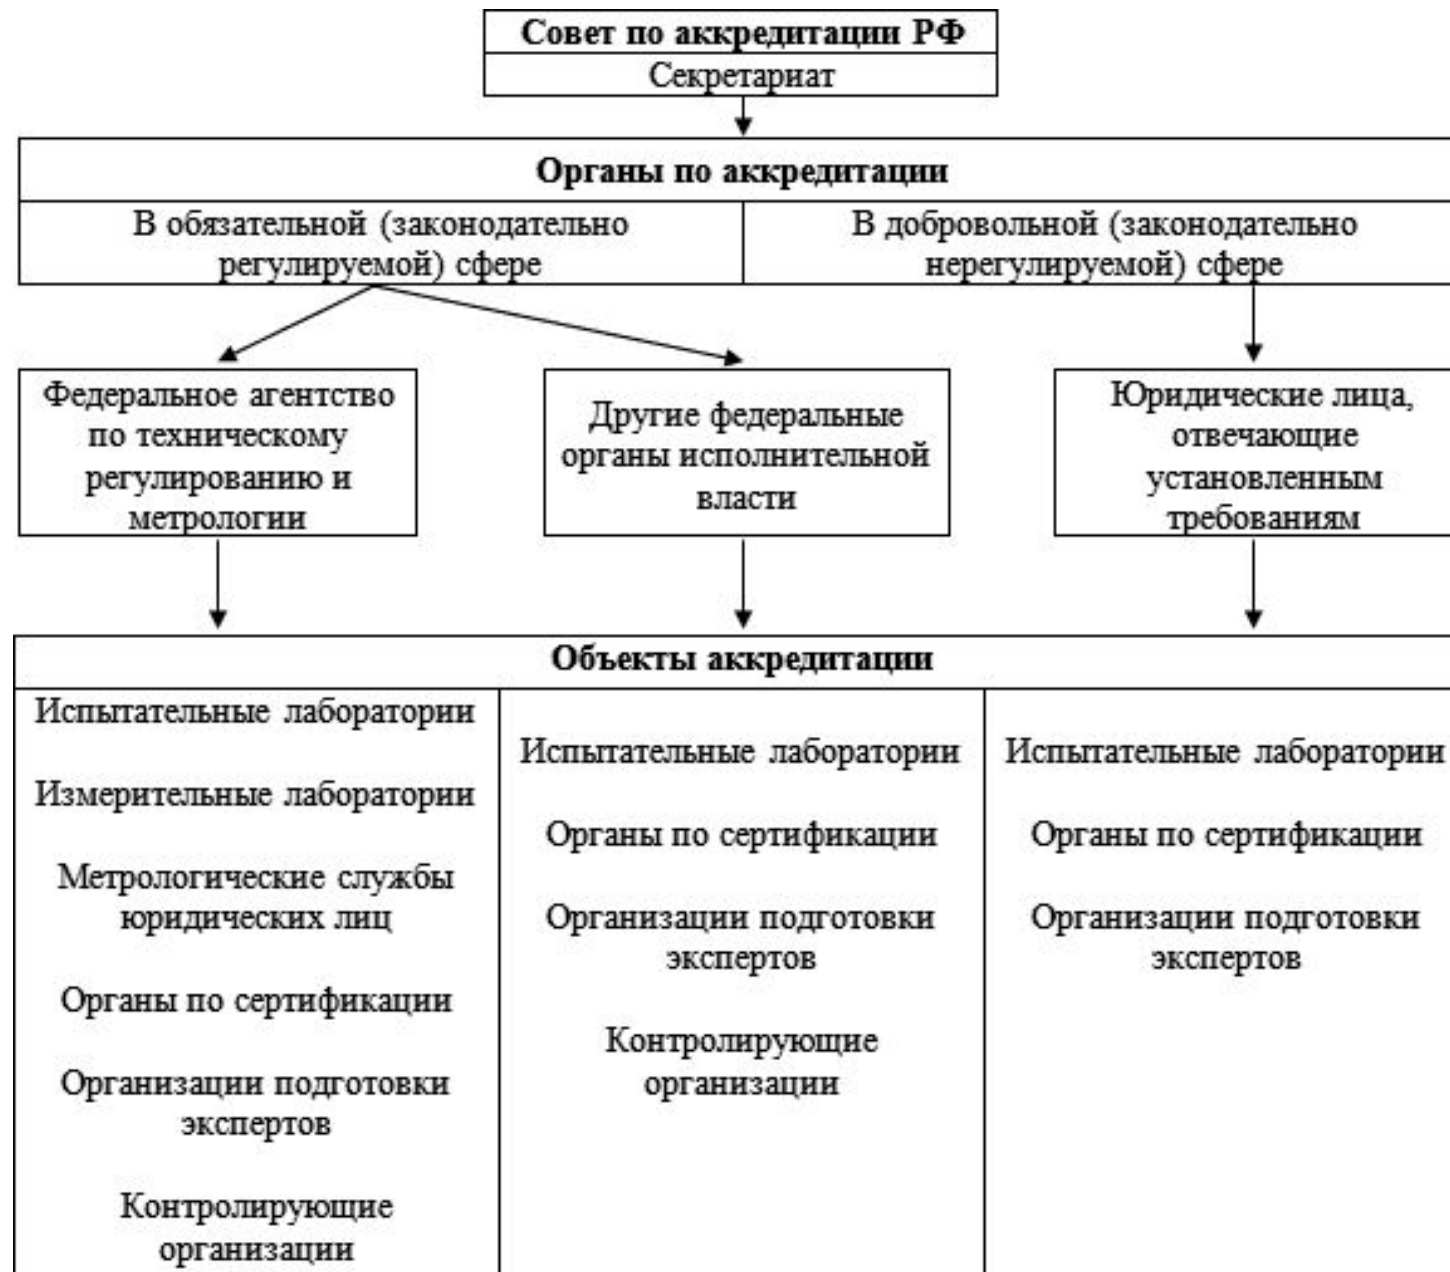 Совет по аккредитации РФ
Секретариат
Органы по аккредитации
В обязательной (законодательно
регулируемой) сфере
В добровольной (законодательно
нерегулируемой) сфере
Федеральное агентство
по техническому
регулированию и
метрологии
Другие федеральные
органы исполнительной
власти
Юридические лица,
отвечающие
установленным
требованиям
Объекты аккредитации
Испытательные лаборатории
Измерительные лаборатории
Метрологические службы
юридических лиц
Органы по сертификации
Организации подготовки
экспертов
Контролирующие
организации
Испытательные лаборатории
Органы по сертификации
Организации подготовки
экспертов
Контролирующие
организации
Испытательные лаборатории
Органы по сертификации
Организации подготовки
экспертов